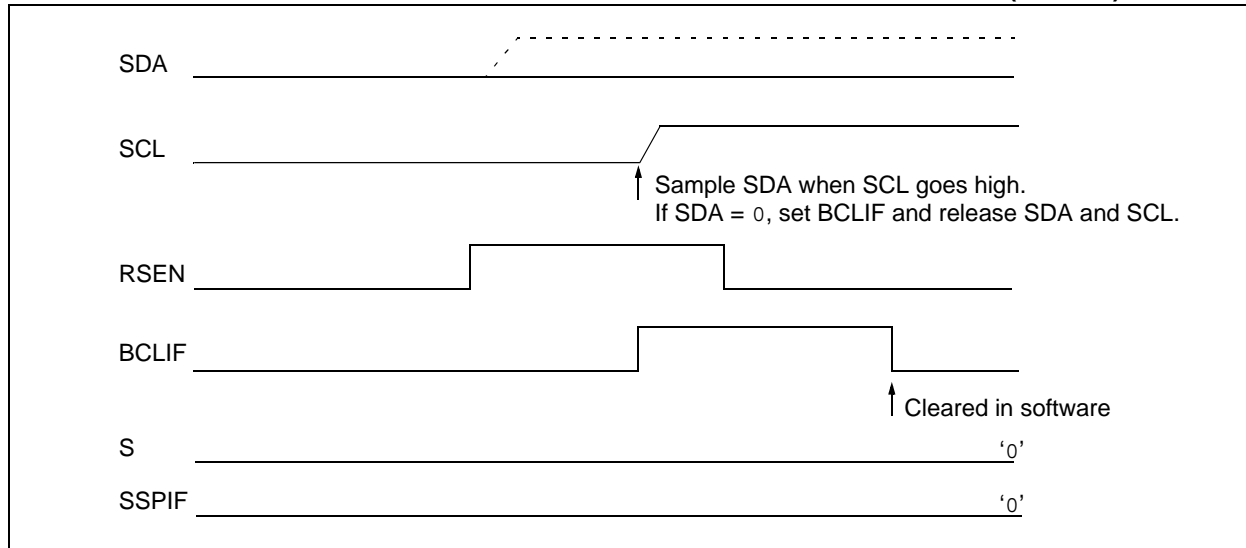 SDA
SCL
Sample SDA when SCL goes high.
If SDA = 0, set BCLIF and release SDA and SCL.
RSEN
BCLIF
Cleared in software
S
‘0’
SSPIF
‘0’